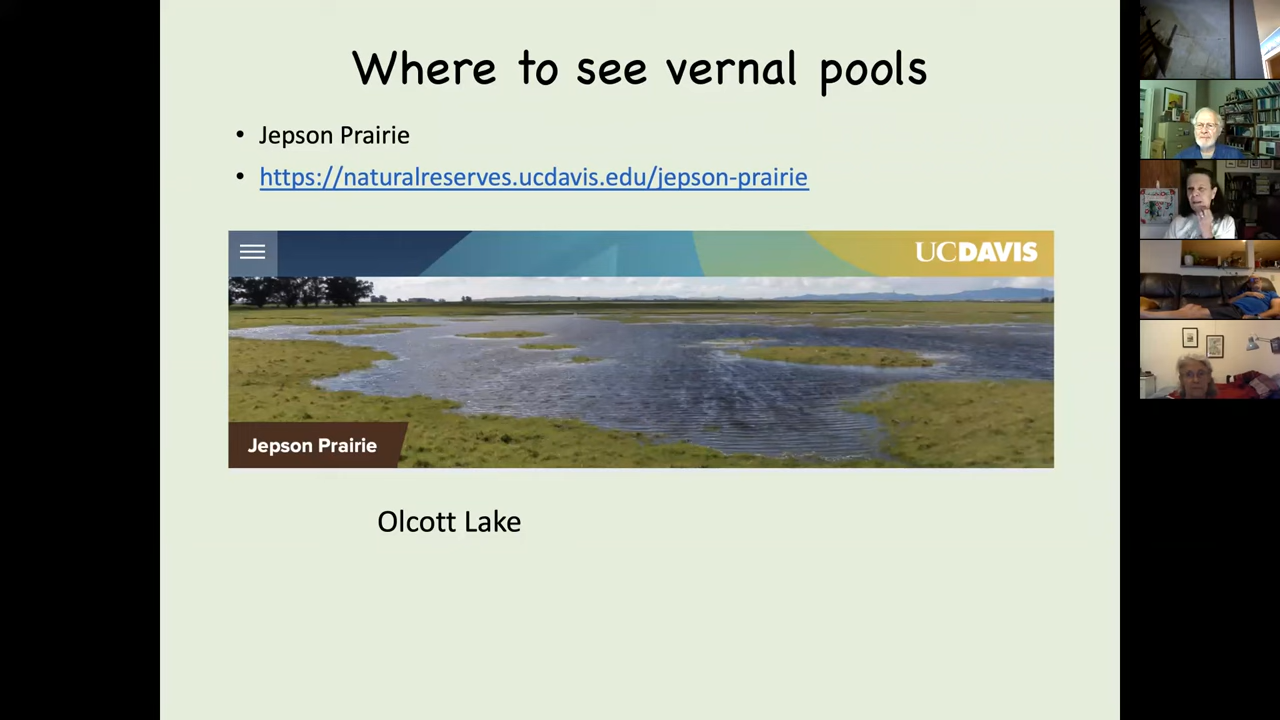 Where to see vernal pools
• Jepson Prairie
• https://naturalreserves.ucdavis.edu/jepson-prairie
UCDAVIS
Jepson Prairie
Olcott Lake